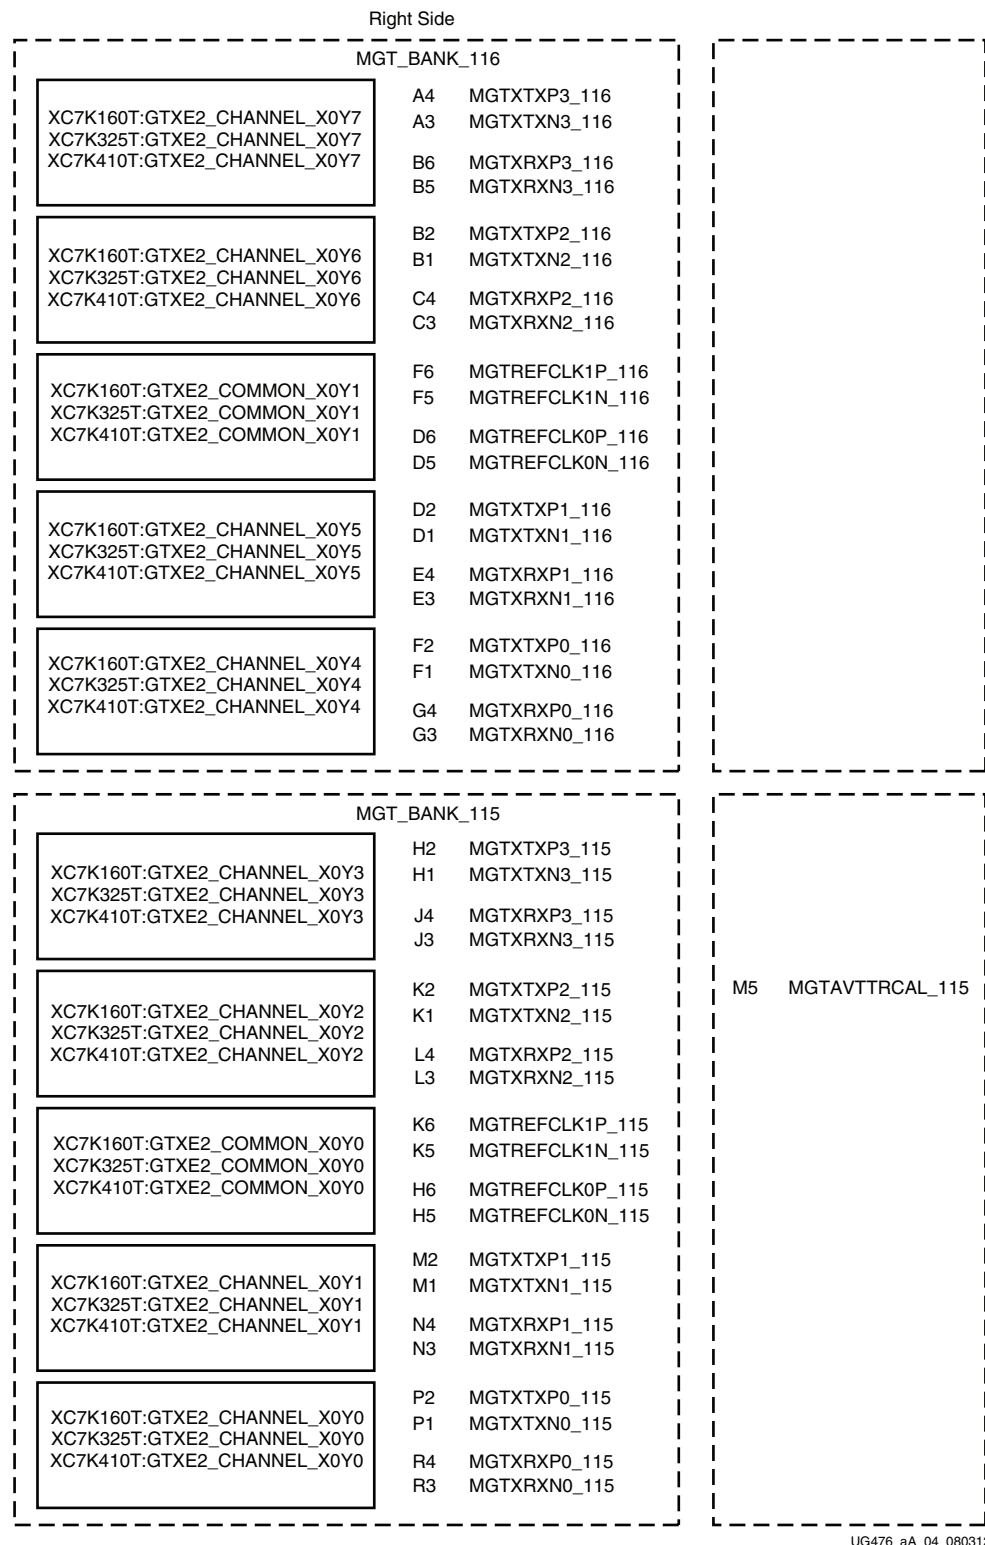 Right Side
MGT_BANK_116
XC7K160T:GTXE2_CHANNEL_X0Y7
XC7K325T:GTXE2_CHANNEL_X0Y7
XC7K410T:GTXE2_CHANNEL_X0Y7
A4 MGTXTXP3_116
A3 MGTXTXN3_116
B6 MGTXRXP3_116
B5 MGTXRXN3_116
XC7K160T:GTXE2_CHANNEL_X0Y6
XC7K325T:GTXE2_CHANNEL_X0Y6
XC7K410T:GTXE2_CHANNEL_X0Y6
B2 MGTXTXP2_116
B1 MGTXTXN2_116
C4 MGTXRXP2_116
C3 MGTXRXN2_116
XC7K160T:GTXE2_COMMON_X0Y1
XC7K325T:GTXE2_COMMON_X0Y1
XC7K410T:GTXE2_COMMON_X0Y1
F6 MGTREFCLK1P_116
F5 MGTREFCLK1N_116
D6 MGTREFCLK0P_116
D5 MGTREFCLK0N_116
XC7K160T:GTXE2_CHANNEL_X0Y5
XC7K325T:GTXE2_CHANNEL_X0Y5
XC7K410T:GTXE2_CHANNEL_X0Y5
D2 MGTXTXP1_116
D1 MGTXTXN1_116
E4 MGTXRXP1_116
E3 MGTXRXN1_116
XC7K160T:GTXE2_CHANNEL_X0Y4
XC7K325T:GTXE2_CHANNEL_X0Y4
XC7K410T:GTXE2_CHANNEL_X0Y4
F2 MGTXTXP0_116
F1 MGTXTXN0_116
G4 MGTXRXP0_116
G3 MGTXRXN0_116
MGT_BANK_115
XC7K160T:GTXE2_CHANNEL_X0Y3
XC7K325T:GTXE2_CHANNEL_X0Y3
XC7K410T:GTXE2_CHANNEL_X0Y3
H2 MGTXTXP3_115
H1 MGTXTXN3_115
J4 MGTXRXP3_115
J3 MGTXRXN3_115
XC7K160T:GTXE2_CHANNEL_X0Y2
XC7K325T:GTXE2_CHANNEL_X0Y2
XC7K410T:GTXE2_CHANNEL_X0Y2
K2 MGTXTXP2_115
K1 MGTXTXN2_115
L4 MGTXRXP2_115
L3 MGTXRXN2_115
M5 MGTAVTTRCAL_115
XC7K160T:GTXE2_COMMON_X0Y0
XC7K325T:GTXE2_COMMON_X0Y0
XC7K410T:GTXE2_COMMON_X0Y0
K6 MGTREFCLK1P_115
K5 MGTREFCLK1N_115
H6 MGTREFCLK0P_115
H5 MGTREFCLK0N_115
XC7K160T:GTXE2_CHANNEL_X0Y1
XC7K325T:GTXE2_CHANNEL_X0Y1
XC7K410T:GTXE2_CHANNEL_X0Y1
M2 MGTXTXP1_115
M1 MGTXTXN1_115
N4 MGTXRXP1_115
N3 MGTXRXN1_115
XC7K160T:GTXE2_CHANNEL_X0Y0
XC7K325T:GTXE2_CHANNEL_X0Y0
XC7K410T:GTXE2_CHANNEL_X0Y0
P2 MGTXTXP0_115
P1 MGTXTXN0_115
R4 MGTXRXP0_115
R3 MGTXRXN0_115
UG476_aA_04_080312